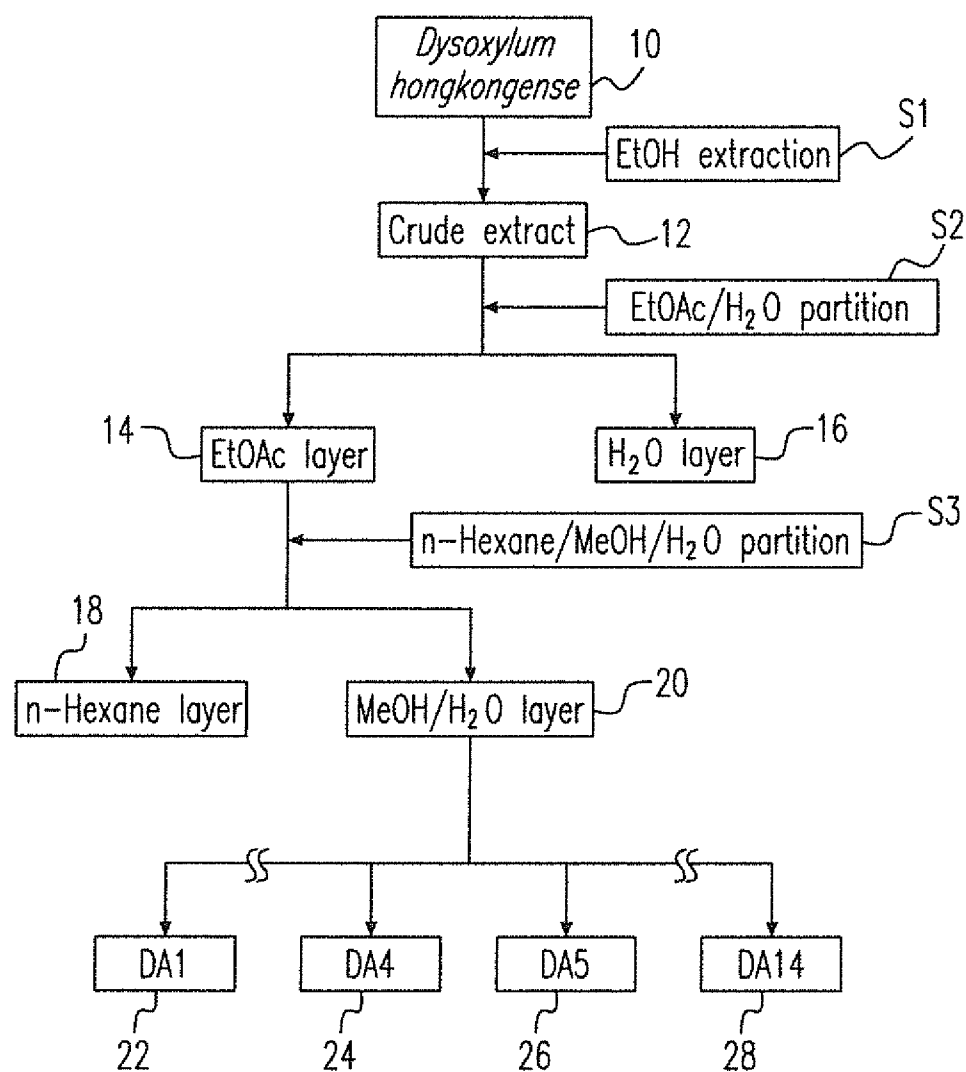 Dysoxylum
hongkongense
10
S1
EtOH extraction
Crude extract
12
S2
EtOAc/H₂O partition
14
EtOAc layer
16
H₂O layer
S3
n-Hexane/MeOH/H₂O partition
18
n-Hexane layer
20
MeOH/H₂O layer
DA1
DA4
DA5
DA14
22
24
26
28